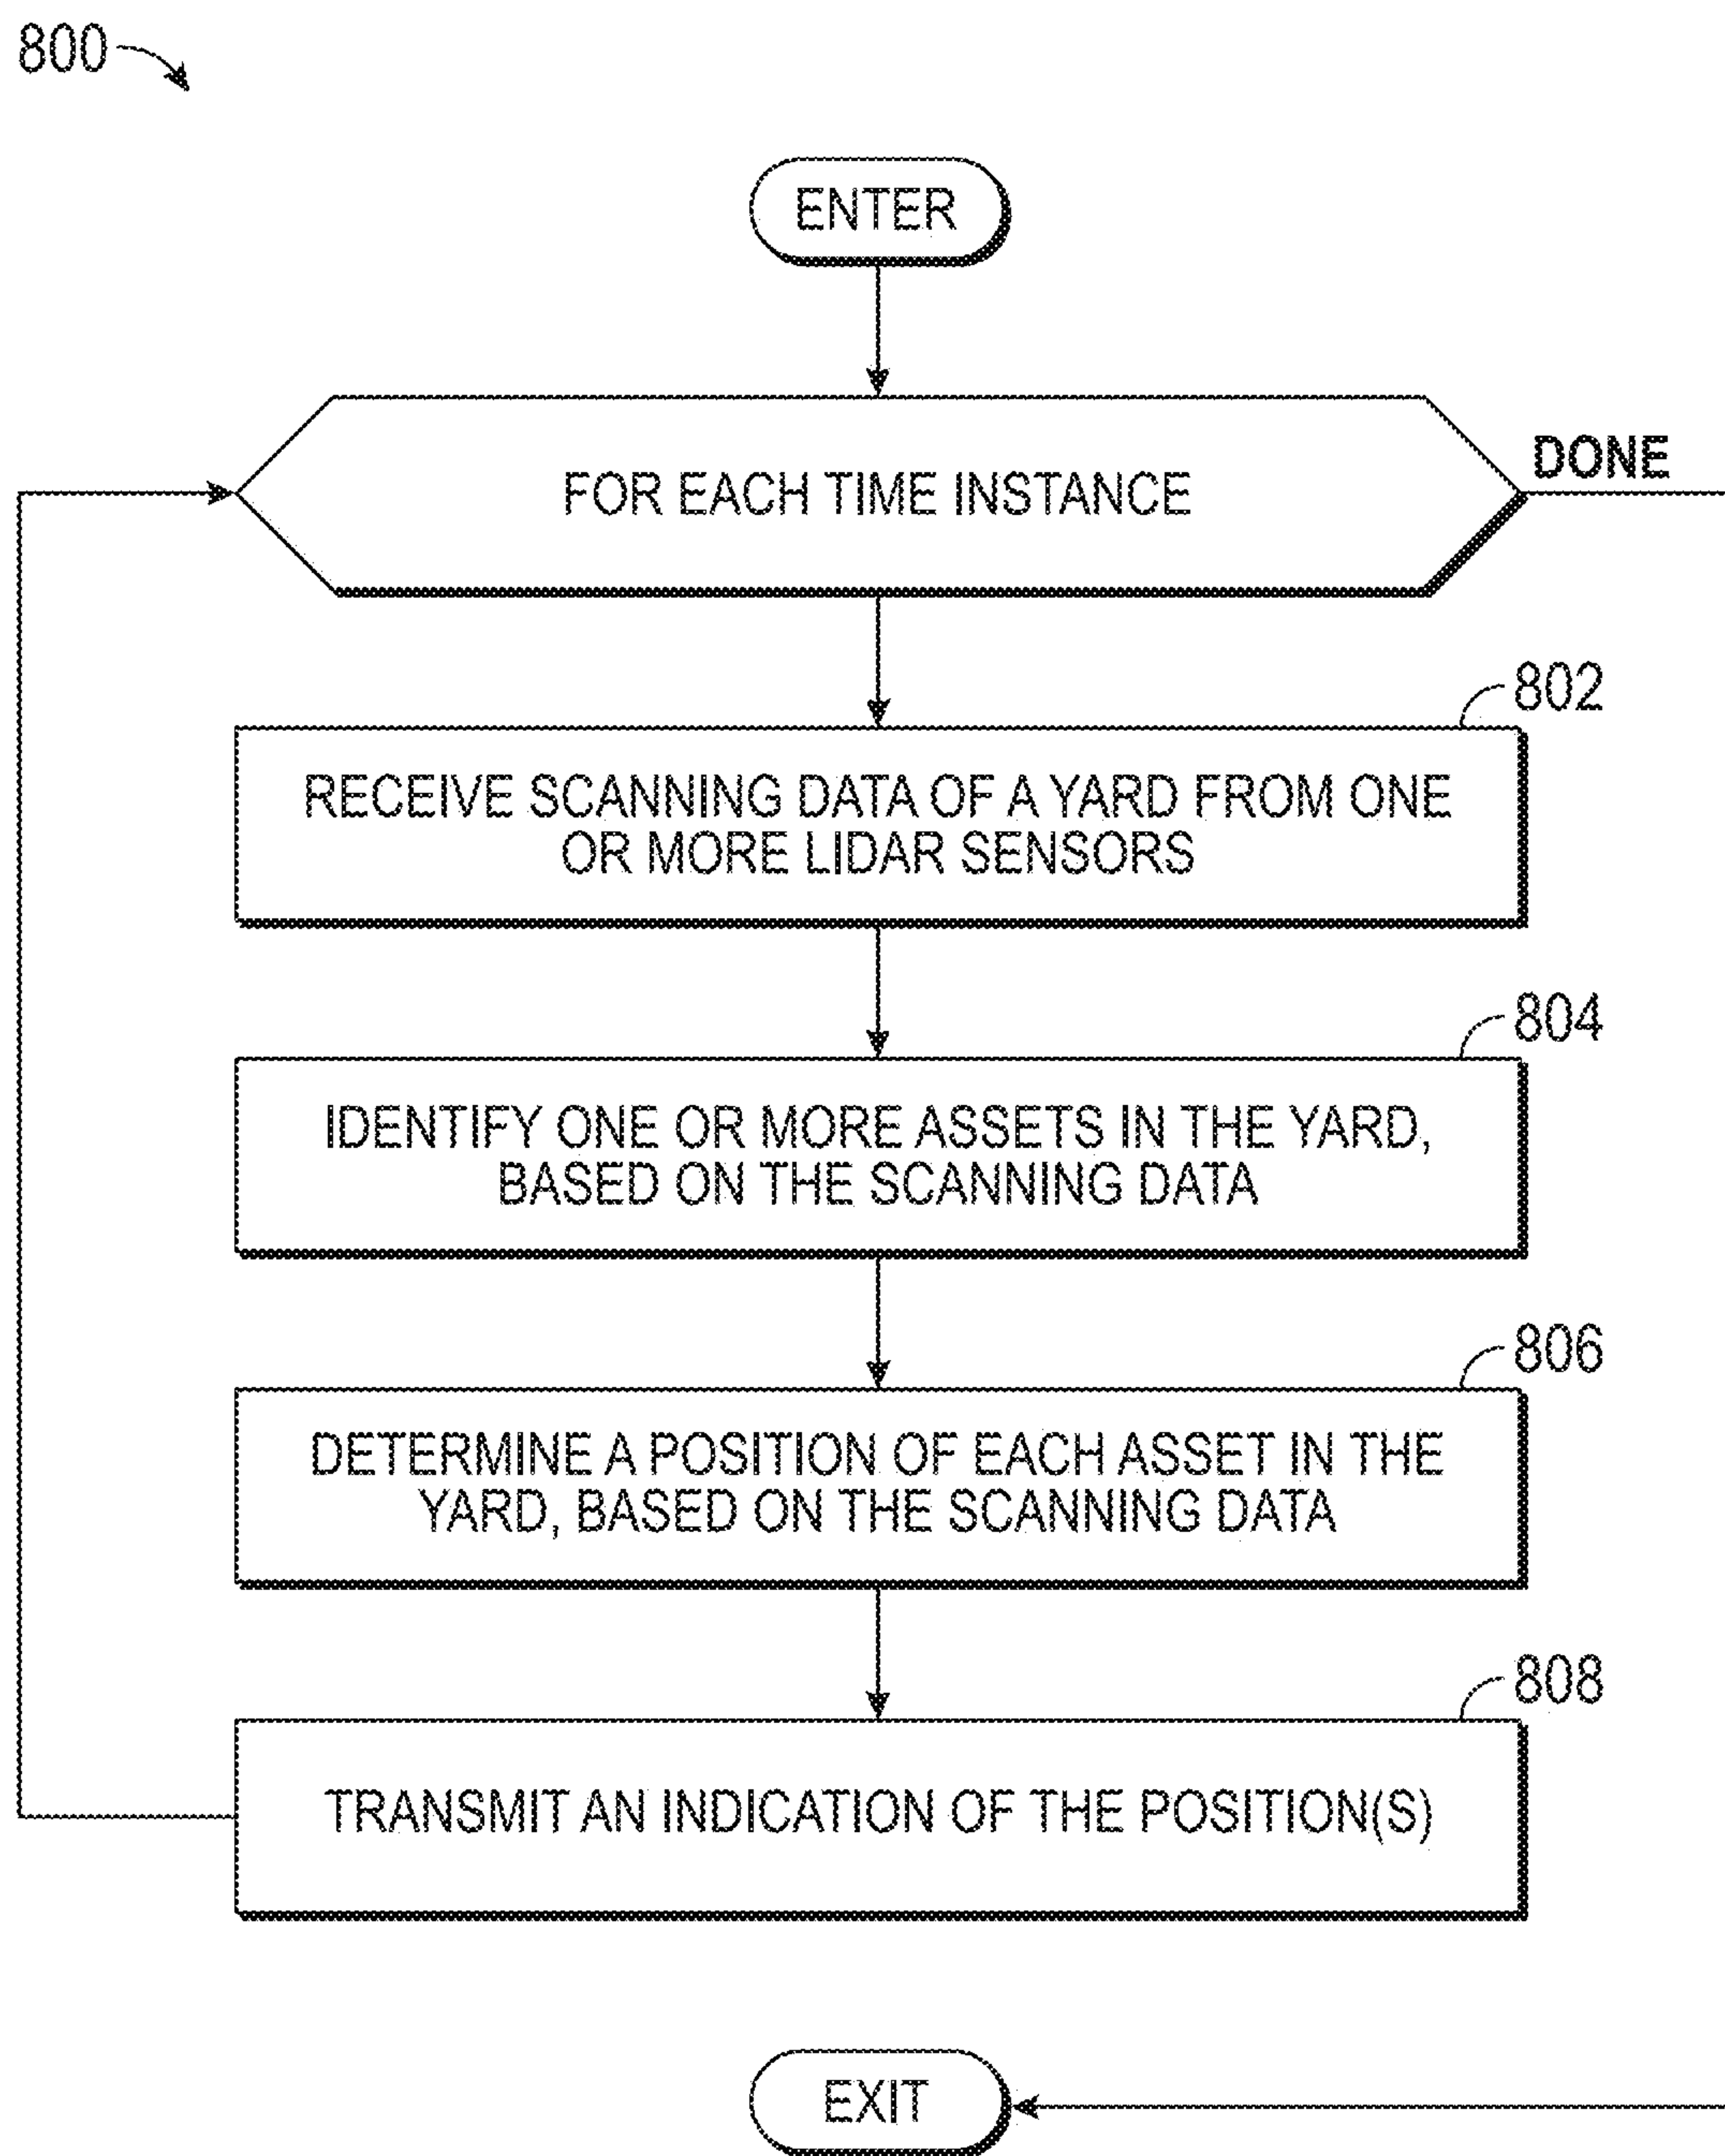 800
ENTER
FOR EACH TIME INSTANCE
DONE
802
RECEIVE SCANNING DATA OF A YARD FROM ONE
OR MORE LIDAR SENSORS
804
IDENTIFY ONE OR MORE ASSETS IN THE YARD,
BASED ON THE SCANNING DATA
806
DETERMINE A POSITION OF EACH ASSET IN THE
YARD, BASED ON THE SCANNING DATA
808
TRANSMIT AN INDICATION OF THE POSITION(S)
EXIT